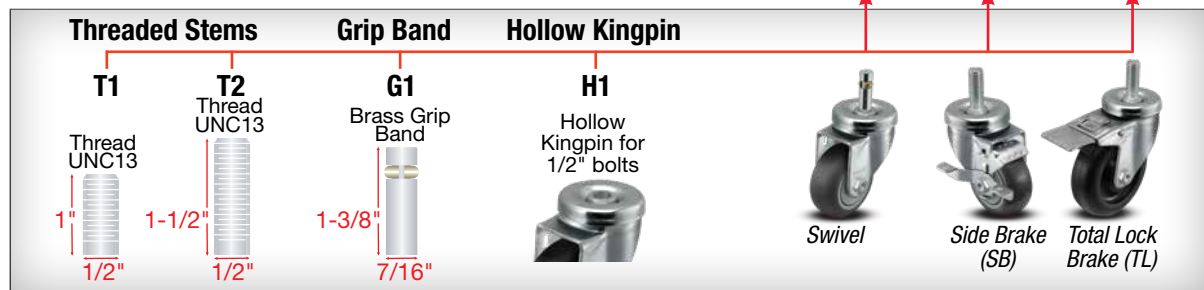 Threaded Stems
Grip Band
Hollow Kingpin
T1
Thread
UNC13
1"
1/2"
T2
Thread
UNC13
1-1/2"
1/2"
G1
Brass Grip
Band
1-3/8"
7/16"
H1
Hollow
Kingpin for
1/2" bolts
Swivel
Side Brake
(SB)
Total Lock
Brake (TL)